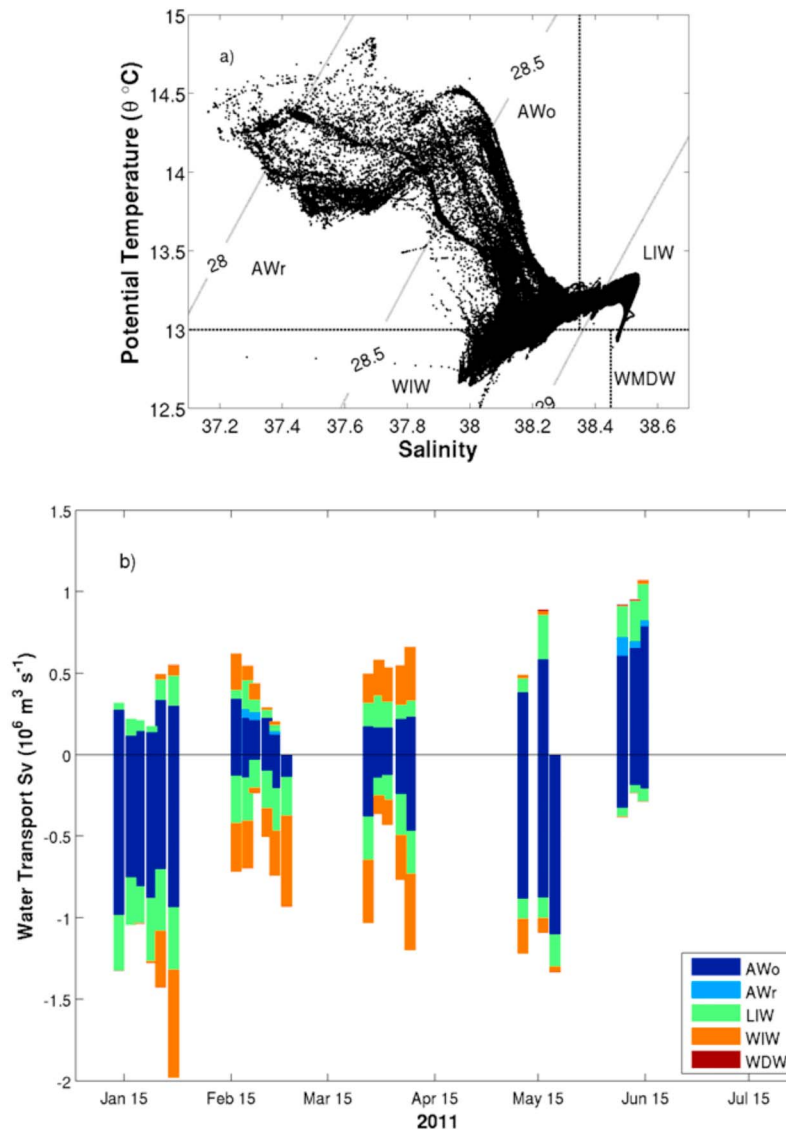 a)
15
14.5
14
13.5
13
12.5
Potential Temperature (θ °C)
28.5
AWo
LIW
28
AWr
28.5
WIW
29
WMDW
37.2 37.4 37.6 37.8 38 38.2 38.4 38.6
Salinity
b)
1.5
1
0.5
0
-0.5
-1
-1.5
-2
Water Transport Sv (10⁶ m³ s⁻¹)
AWo
AWr
LIW
WIW
WDW
Jan 15 Feb 15 Mar 15 Apr 15 May 15 Jun 15 Jul 15
2011